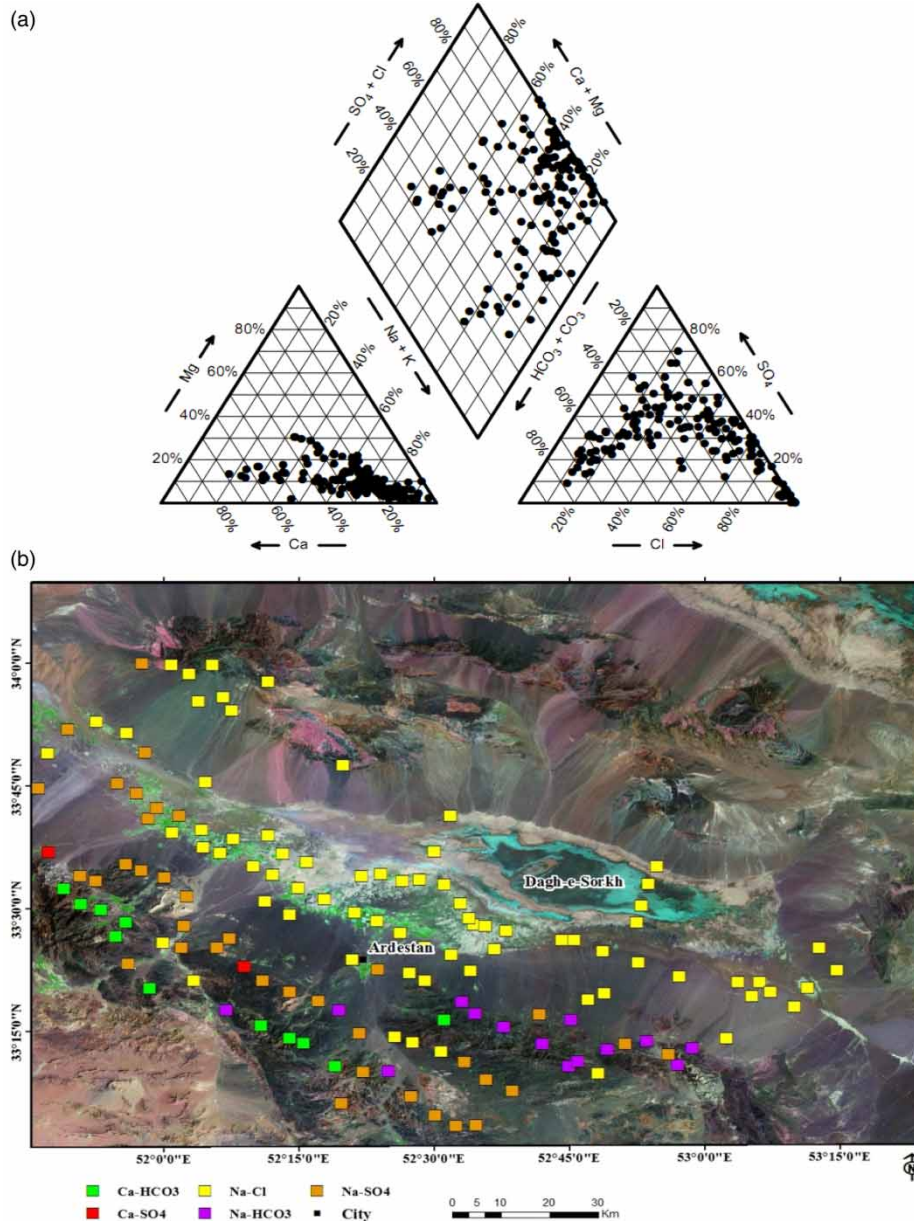 (a)
SO4 + Cl
Ca + Mg
80%
80%
60%
60%
40%
40%
20%
20%
Na + K
HCO3 + CO3
Mg
SO4
80%
60%
40%
20%
20%
40%
60%
80%
80%
60%
40%
20%
Ca
20%
40%
60%
80%
80%
60%
40%
20%
20%
40%
60%
80%
Cl
(b)
34°0'0"N
33°45'0"N
33°30'0"N
33°15'0"N
Dagh-e-Sorkh
Ardestan
52°0'0"E
52°15'0"E
52°30'0"E
52°45'0"E
53°0'0"E
53°15'0"E
N
Ca-HCO3
Na-Cl
Na-SO4
Ca-SO4
Na-HCO3
City
0 5 10 20 30
Km